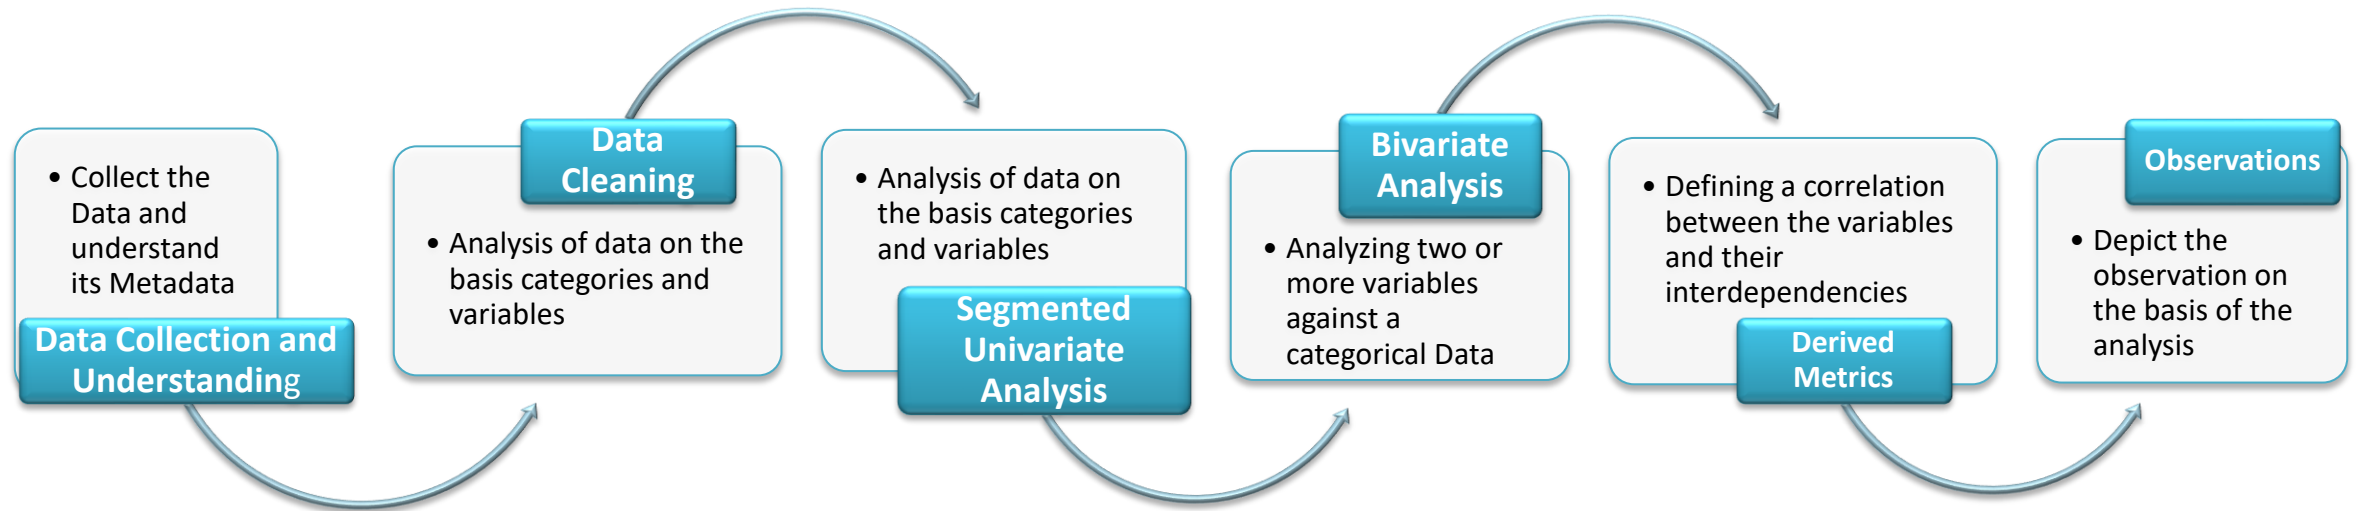 • Collect the
Data and
understand
its Metadata
Data Collection and
Understanding
Data
Cleaning
• Analysis of data on the
basis categories and
variables
• Analysis of data on
the basis categories
and variables
Segmented
Univariate
Analysis
Bivariate
Analysis
• Analyzing two or
more variables
against a
categorical Data
• Defining a correlation
between the variables
and their
interdependencies
Derived
Metrics
Observations
• Depict the
observation on
the basis of the
analysis